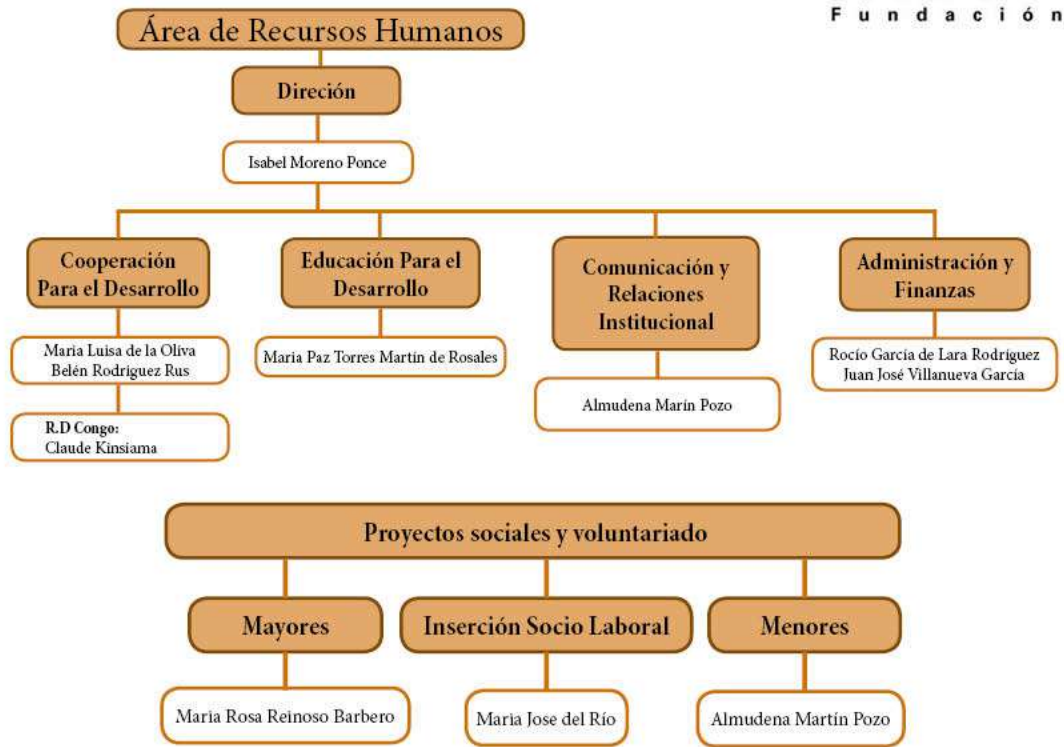 Fundación
Área de Recursos Humanos
Direción
Isabel Moreno Ponce
Cooperación
Para el Desarrollo
Maria Luisa de la Oliva
Belén Rodríguez Rus
R.D Congo:
Claude Kinsiama
Educación Para el
Desarrollo
Maria Paz Torres Martín de Rosales
Comunicación y
Relaciones
Institucional
Almudena Marín Pozo
Administración y
Finanzas
Rocío García de Lara Rodríguez
Juan José Villanueva García
Proyectos sociales y voluntariado
Mayores
Maria Rosa Reinoso Barbero
Inserción Socio Laboral
Maria Jose del Río
Menores
Almudena Martín Pozo